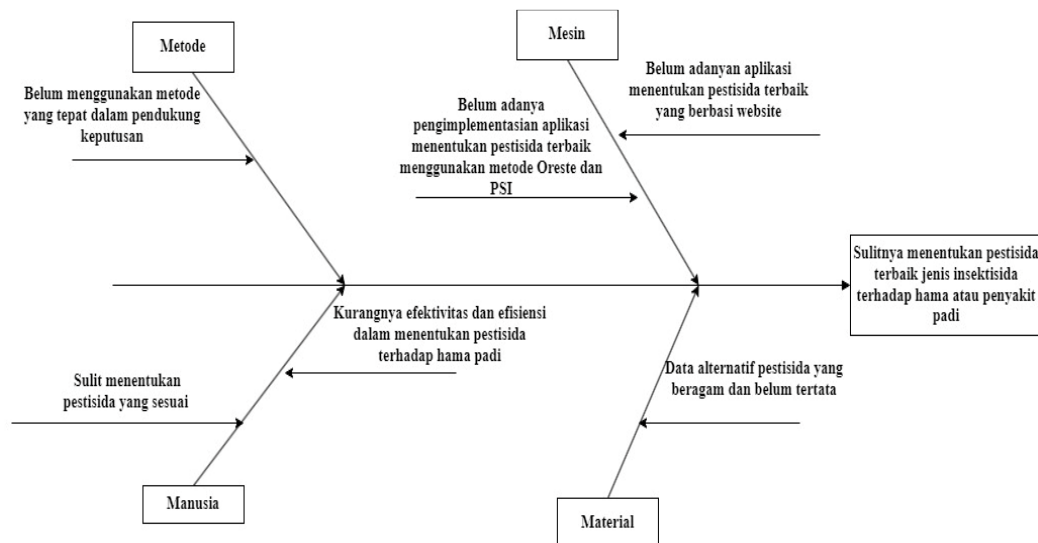 Metode
Mesin
Belum menggunakan metode
yang tepat dalam pendukung
keputusan
Belum adanya
pengimplementasian aplikasi
menentukan pestisida terbaik
menggunakan metode Oreste dan
PSI
Belum adanyan aplikasi
menentukan pestisida terbaik
yang berbasi website
Sulitnya menentukan pestisida
terbaik jenis insektisida
terhadap hama atau penyakit
padi
Kurangnya efektivitas dan efisiensi
dalam menentukan pestisida
terhadap hama padi
Sulit menentukan
pestisida yang sesuai
Data alternatif pestisida yang
beragam dan belum tertata
Manusia
Material